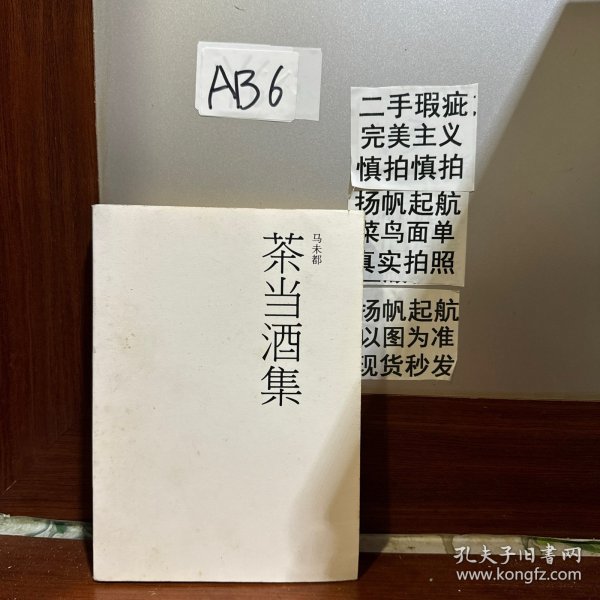 AB6
二手瑕疵
完美主义
慎拍慎拍
扬帆起航
菜鸟面单
真实拍照
扬帆起航
以图为准
现货秒发
马未都
茶当酒集
孔夫子旧书网
www.kongfz.com